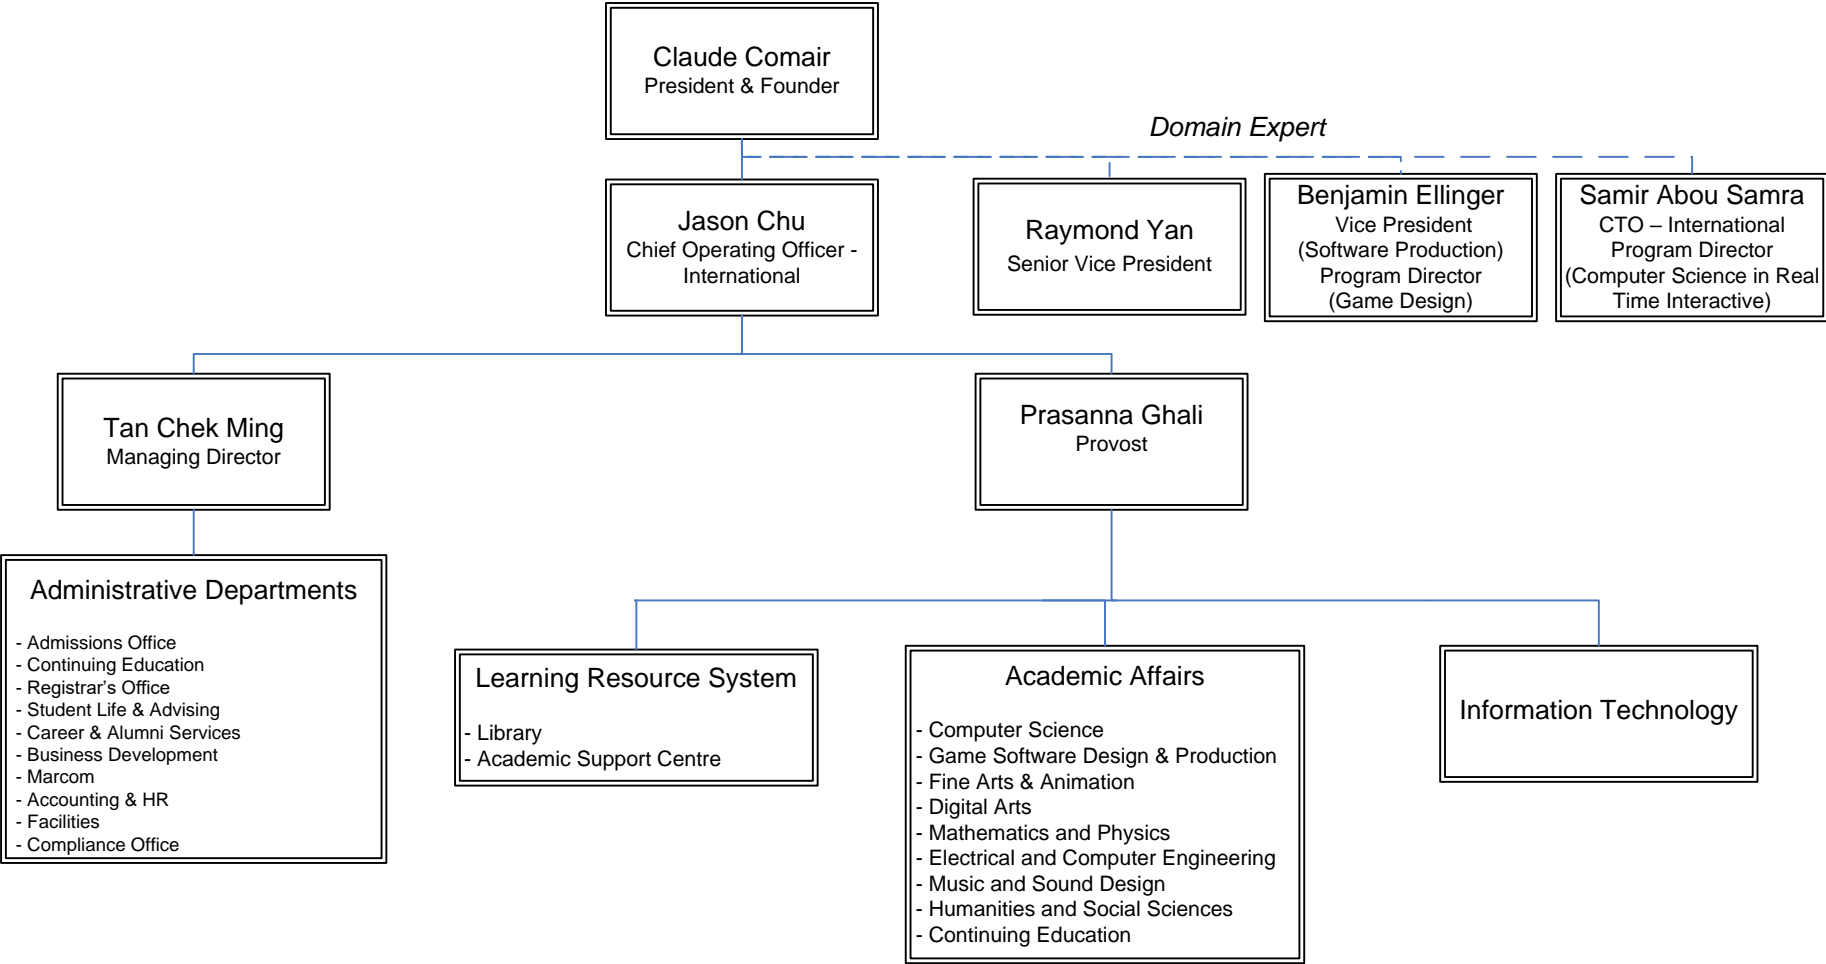 Claude Comair
President & Founder
Domain Expert
Jason Chu
Chief Operating Officer -
International
Raymond Yan
Senior Vice President
Benjamin Ellinger
Vice President
(Software Production)
Program Director
(Game Design)
Samir Abou Samra
CTO – International
Program Director
(Computer Science in Real
Time Interactive)
Tan Chek Ming
Managing Director
Prasanna Ghali
Provost
Administrative Departments
- Admissions Office
- Continuing Education
- Registrar’s Office
- Student Life & Advising
- Career & Alumni Services
- Business Development
- Marcom
- Accounting & HR
- Facilities
- Compliance Office
Learning Resource System
- Library
- Academic Support Centre
Academic Affairs
- Computer Science
- Game Software Design & Production
- Fine Arts & Animation
- Digital Arts
- Mathematics and Physics
- Electrical and Computer Engineering
- Music and Sound Design
- Humanities and Social Sciences
- Continuing Education
Information Technology